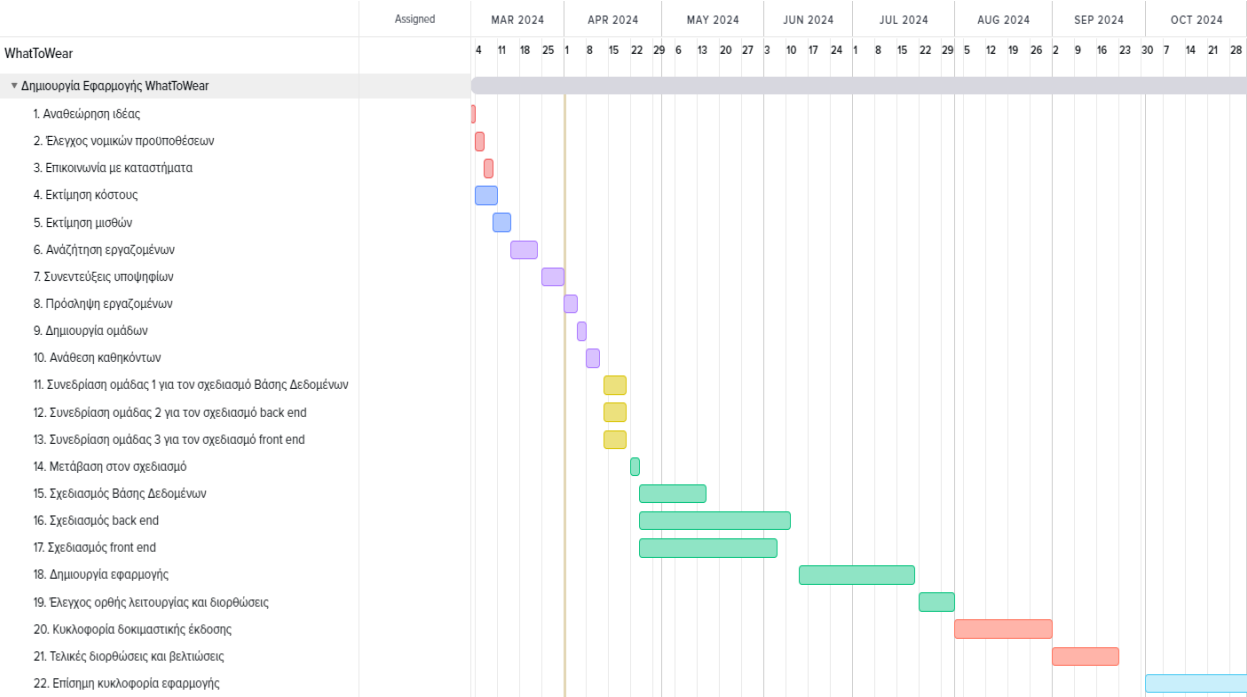 Assigned MAR 2024 APR 2024 MAY 2024 JUN 2024 JUL 2024 AUG 2024 SEP 2024 OCT 2024
WhatToWear 4 11 18 25 1 8 15 22 29 6 13 20 27 3 10 17 24 1 8 15 22 29 5 12 19 26 2 9 16 23 30 7 14 21 28
Δημιουργία Εφαρμογής WhatToWear
1. Αναθεώρηση ιδέας
2. Έλεγχος νομικών προϋποθέσεων
3. Επικοινωνία με καταστήματα
4. Εκτίμηση κόστους
5. Εκτίμηση μισθών
6. Ανάζήτηση εργαζομένων
7. Συνεντεύξεις υποψηφίων
8. Πρόσληψη εργαζομένων
9. Δημιουργία ομάδων
10. Ανάθεση καθηκόντων
11. Συνεδρίαση ομάδας 1 για τον σχεδιασμό Βάσης Δεδομένων
12. Συνεδρίαση ομάδας 2 για τον σχεδιασμό back end
13. Συνεδρίαση ομάδας 3 για τον σχεδιασμό front end
14. Μετάβαση στον σχεδιασμό
15. Σχεδιασμός Βάσης Δεδομένων
16. Σχεδιασμός back end
17. Σχεδιασμός front end
18. Δημιουργία εφαρμογής
19. Έλεγχος ορθής λειτουργίας και διορθώσεις
20. Κυκλοφορία δοκιμαστικής έκδοσης
21. Τελικές διορθώσεις και βελτιώσεις
22. Επίσημη κυκλοφορία εφαρμογής